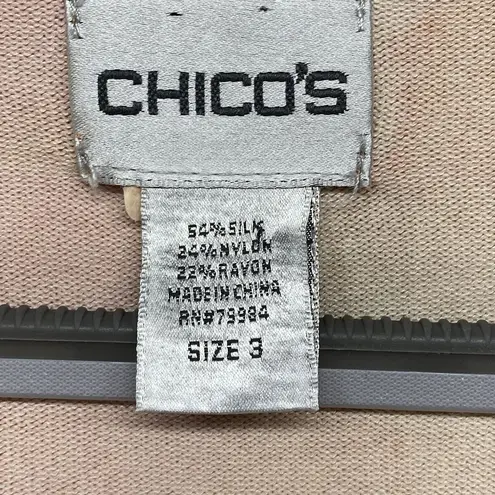 CHICO'S
54% SILK
24% NYLON
22% RAYON
MADE IN CHINA
RN#79984
SIZE 3